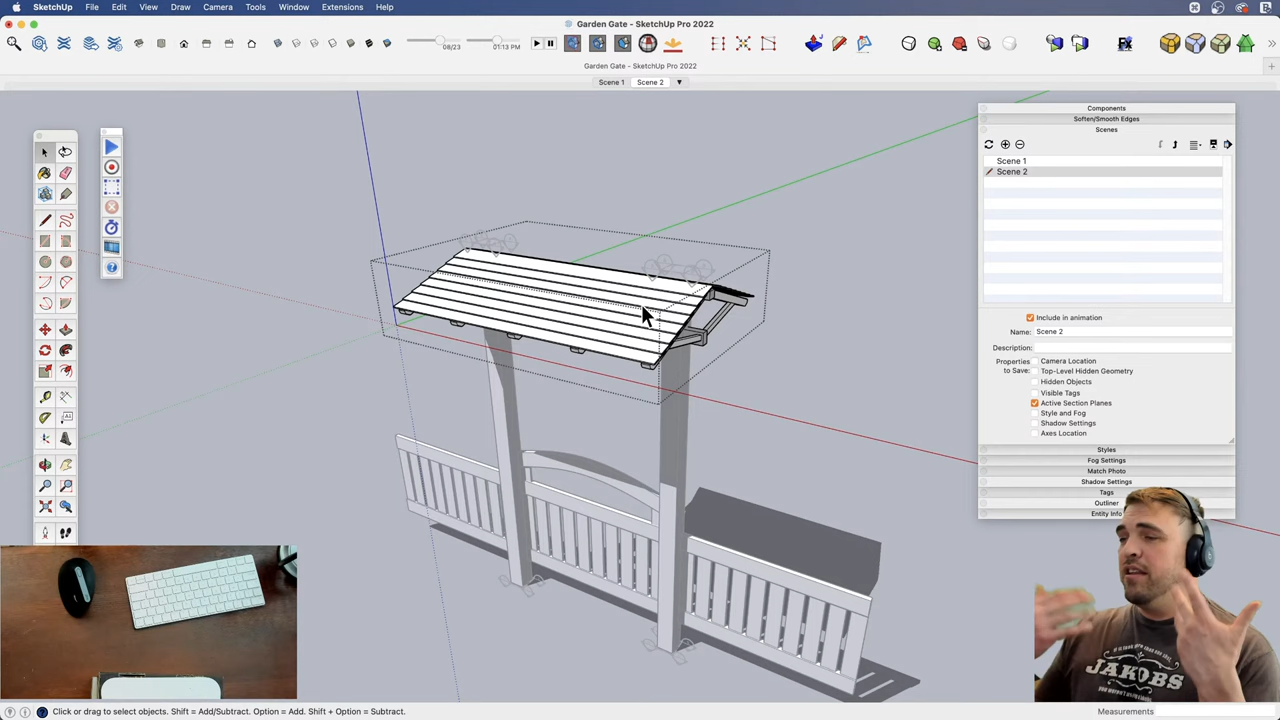 SketchUp File Edit View Draw Camera Tools Window Extensions Help
Garden Gate - SketchUp Pro 2022
08/23 01:13 PM
Garden Gate - SketchUp Pro 2022
Scene 1 Scene 2
Components
Soften/Smooth Edges
Scenes
Scene 1
Scene 2
Include in animation
Name: Scene 2
Description:
Properties to Save:
Camera Location
Top-Level Hidden Geometry
Hidden Objects
Visible Tags
Active Section Planes
Style and Fog
Shadow Settings
Axes Location
Styles
Fog Settings
Match Photo
Shadow Settings
Tags
Outliner
Entity Info
JAKOBS
Click or drag to select objects. Shift = Add/Subtract. Option = Add. Shift + Option = Subtract.
Measurements